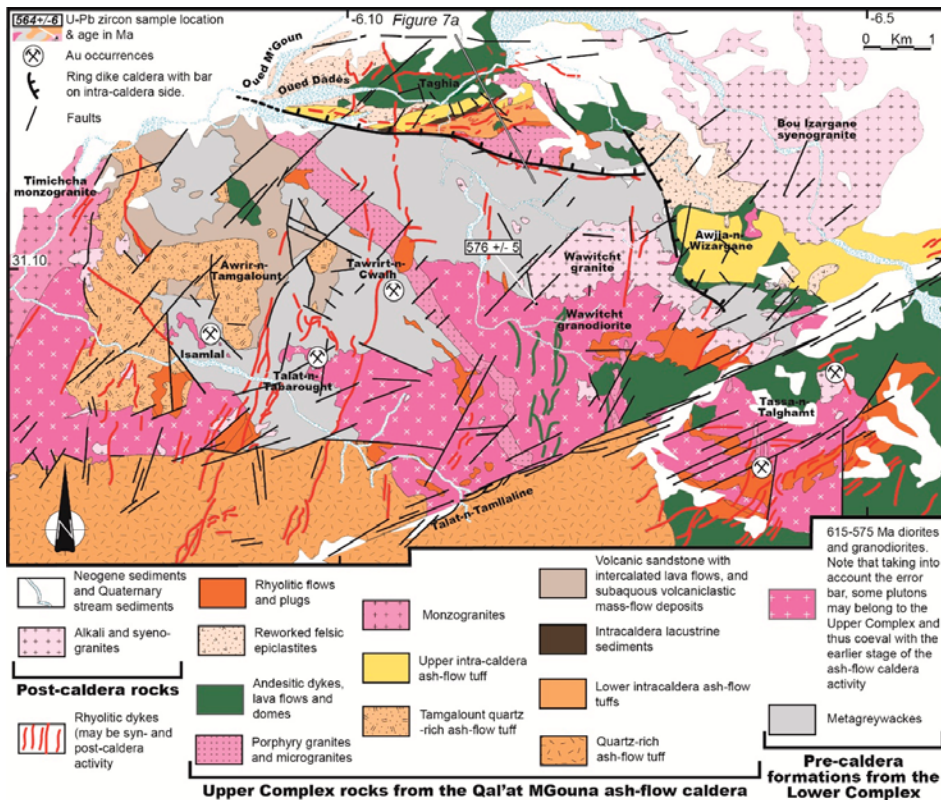 564+/-6
U-Pb zircon sample location
& age in Ma
Au occurrences
Ring dike caldera with bar
on intra-caldera side.
Faults
-6.10
Figure 7a
-6.5
0 Km 1
Oued M'Goun
Oued Dadés
Taghia
Bou Izargane
syenogranite
Timichcha
monzogranite
31.10
Awrir-n-
Tamgalount
Tawrirt-n-
Cwalh
576 +/- 5
Wawitcht
granite
Awjja-n-
Wizargane
Wawitcht
granodiorite
Isamlal
Talat-n-
Tabarought
Tassa-n-
Talghamt
Talat-n-Tamllaline
N
Neogene sediments
and Quaternary
stream sediments
Alkali and syeno-
granites
Post-caldera rocks
Rhyolitic dykes
(may be syn- and
post-caldera
activity
Rhyolitic flows
and plugs
Reworked felsic
epiclastites
Andesitic dykes,
lava flows and
domes
Porphyry granites
and microgranites
Monzogranites
Upper intra-caldera
ash-flow tuff
Tamgalount quartz
-rich ash-flow tuff
Volcanic sandstone with
intercalated lava flows, and
subaquous volcaniclastic
mass-flow deposits
Intracaldera lacustrine
sediments
Lower intracaldera ash-flow
tuffs
Quartz-rich
ash-flow tuff
Upper Complex rocks from the Qal'at MGouna ash-flow caldera
615-575 Ma diorites
and granodiorites.
Note that taking into
account the error
bar, some plutons
may belong to the
Upper Complex and
thus coeval with the
earlier stage of the
ash-flow caldera
activity
Metagreywackes
Pre-caldera
formations from the
Lower Complex